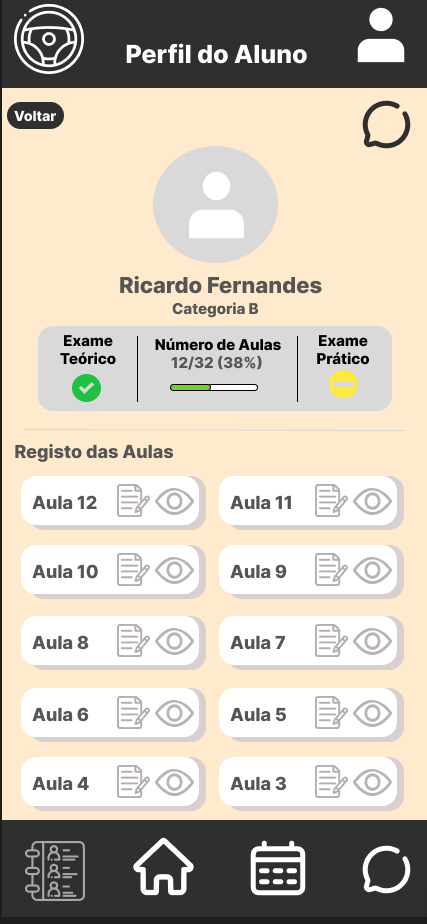 Perfil do Aluno
Voltar
Ricardo Fernandes
Categoria B
Exame
Teórico
Número de Aulas
12/32 (38%)
Exame
Prático
Registo das Aulas
Aula 12
Aula 11
Aula 10
Aula 9
Aula 8
Aula 7
Aula 6
Aula 5
Aula 4
Aula 3